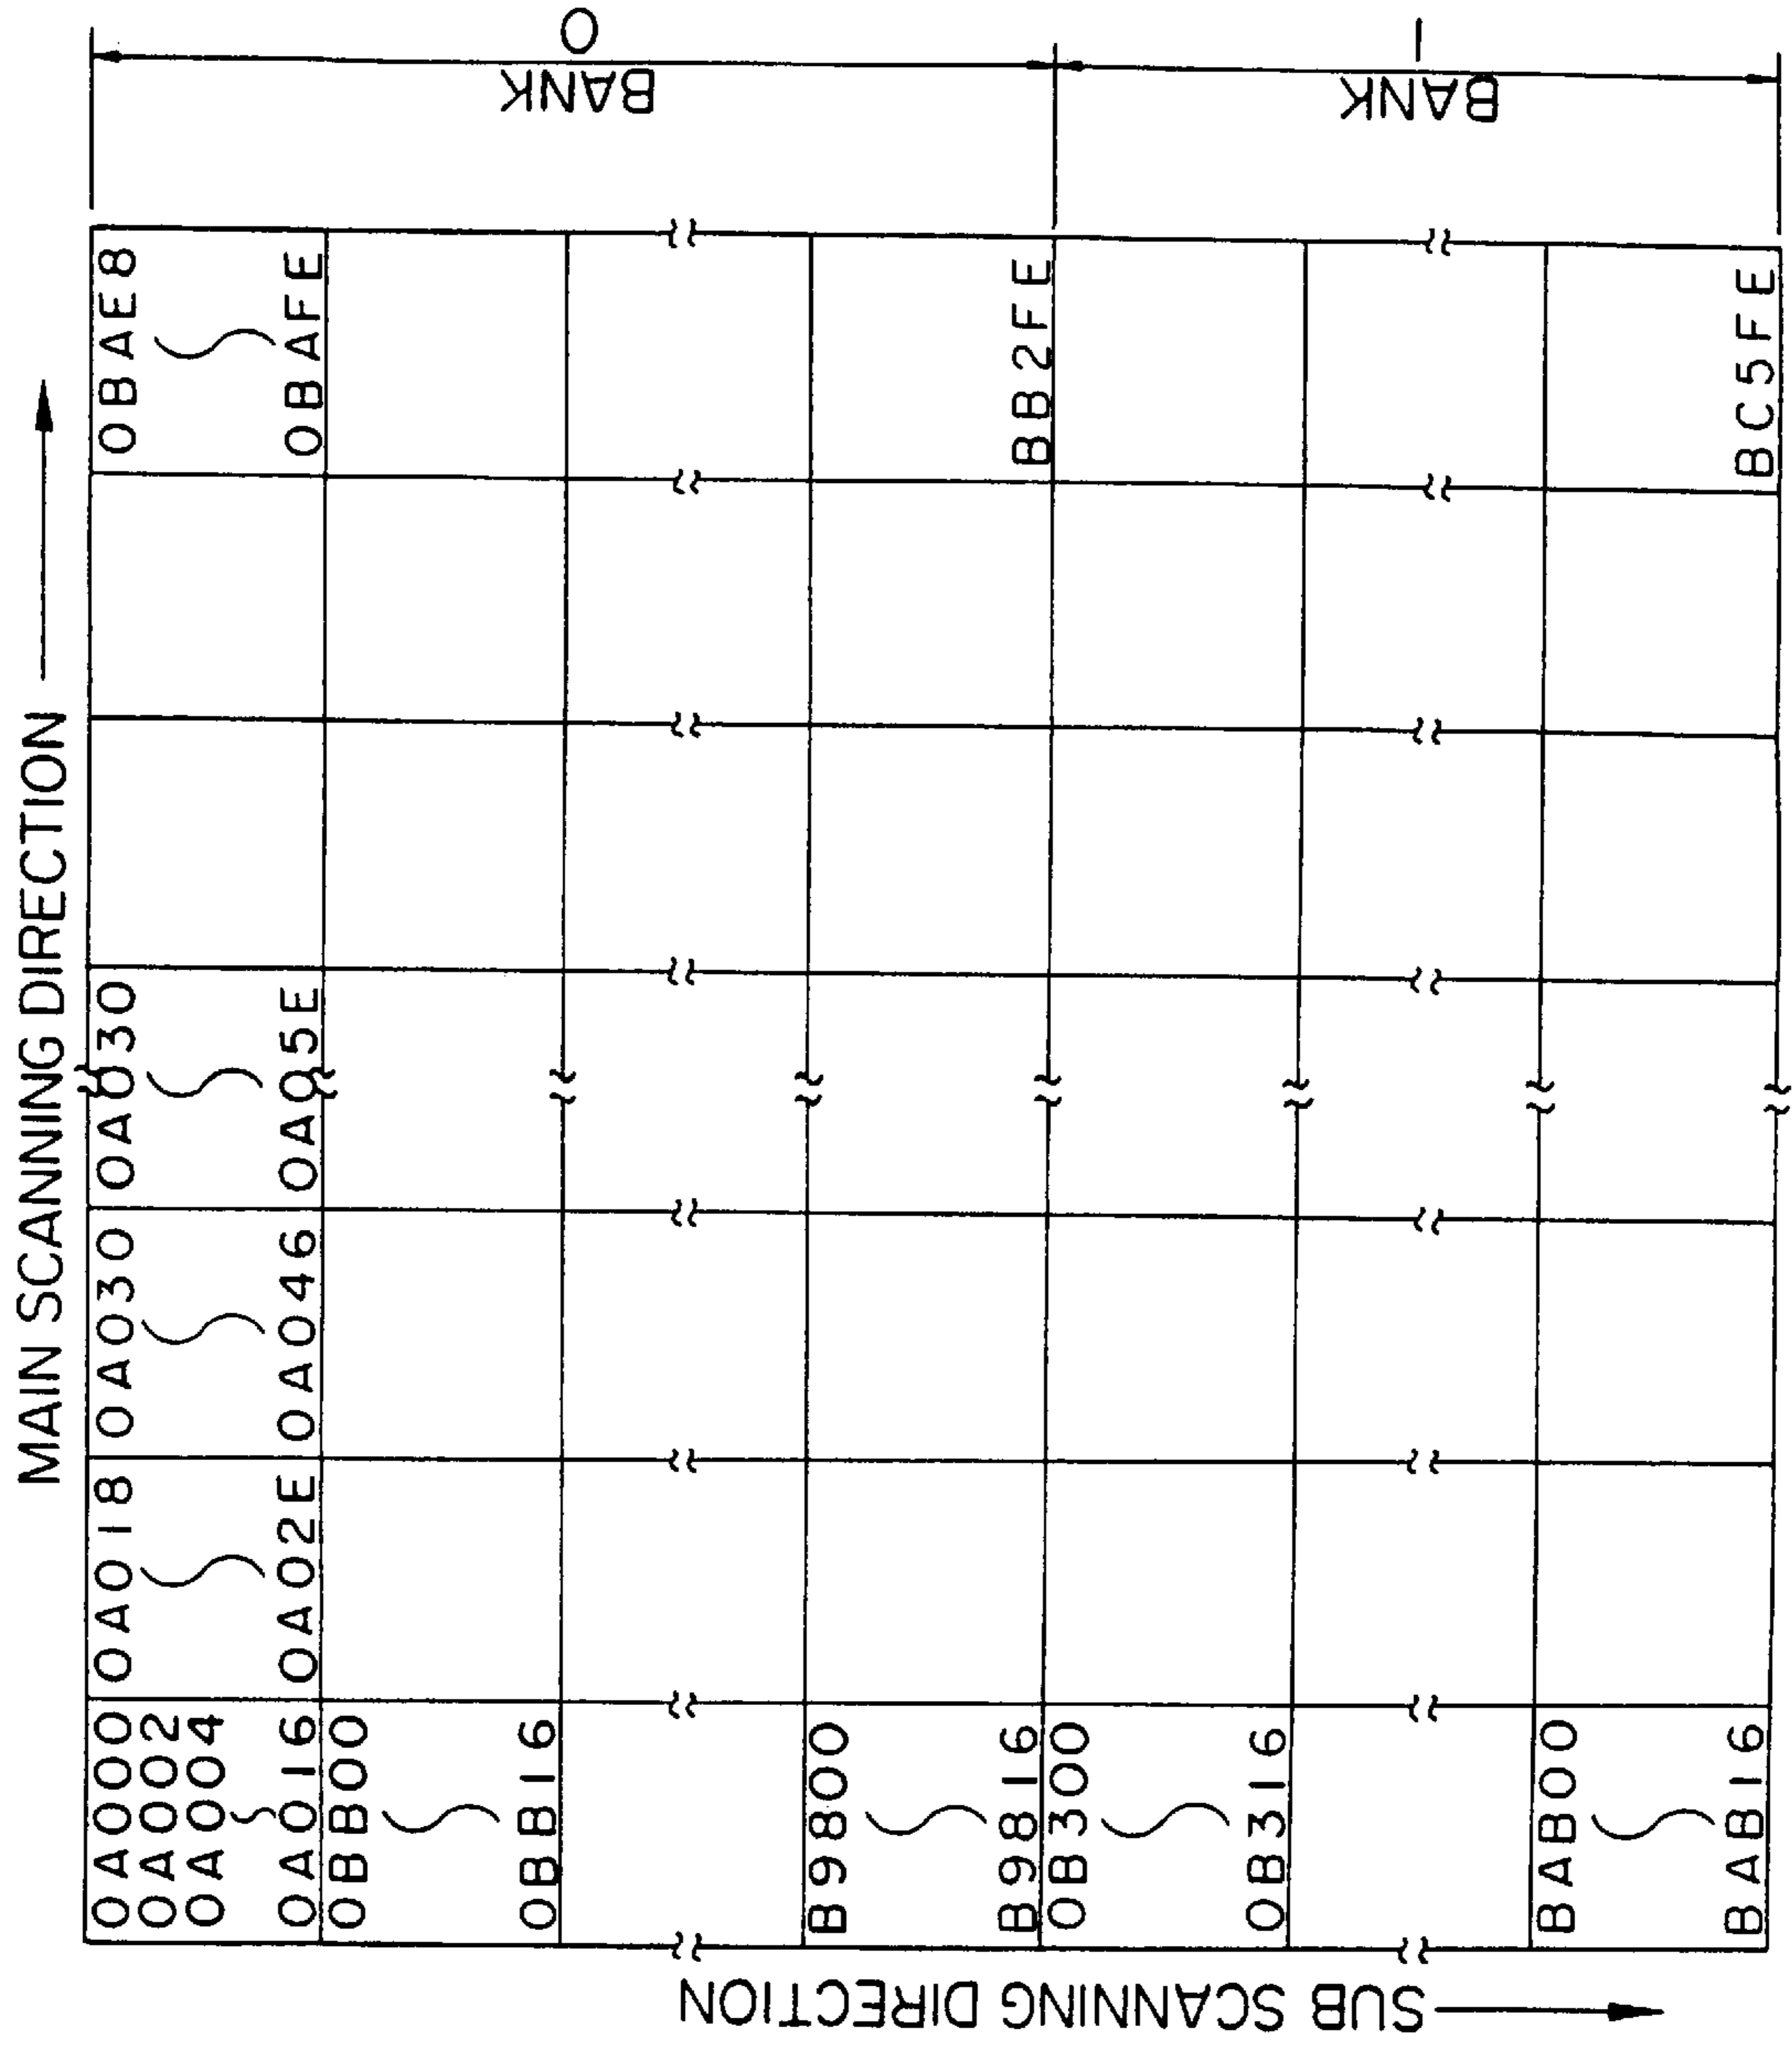 MAIN SCANNING DIRECTION
SUB SCANNING DIRECTION
0A000 0A018 0A030 0A030 0BAE8
0A002
0A004
0A016 0A02E 0A046 0A05E 0BAFE
0BB00
0BB16
B9800
B9816 BB2FE
0B300
0B316
BAB00
BAB16 BC5FE
BANK 0
BANK 1